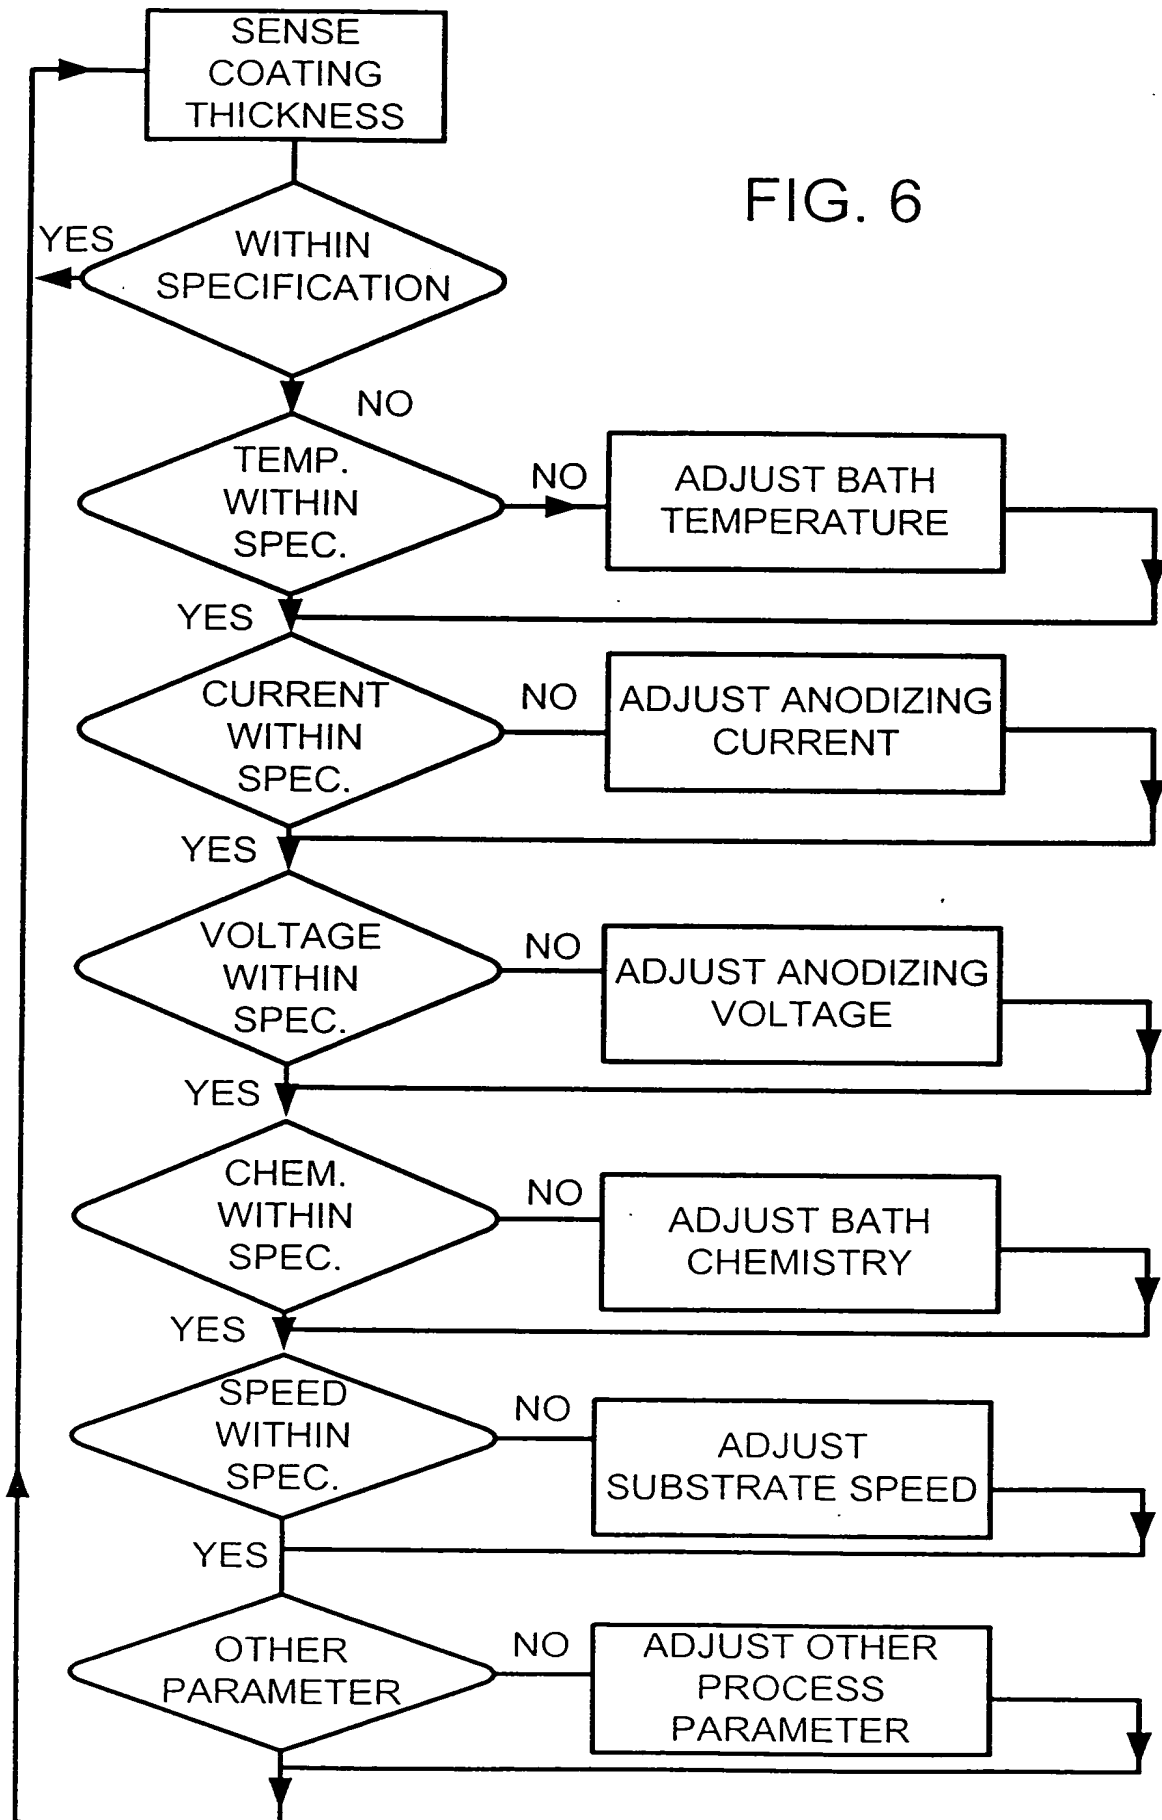 SENSE
COATING
THICKNESS
FIG. 6
YES
WITHIN
SPECIFICATION
NO
TEMP.
WITHIN
SPEC.
NO
ADJUST BATH
TEMPERATURE
YES
CURRENT
WITHIN
SPEC.
NO
ADJUST ANODIZING
CURRENT
YES
VOLTAGE
WITHIN
SPEC.
NO
ADJUST ANODIZING
VOLTAGE
YES
CHEM.
WITHIN
SPEC.
NO
ADJUST BATH
CHEMISTRY
YES
SPEED
WITHIN
SPEC.
NO
ADJUST
SUBSTRATE SPEED
YES
OTHER
PARAMETER
NO
ADJUST OTHER
PROCESS
PARAMETER